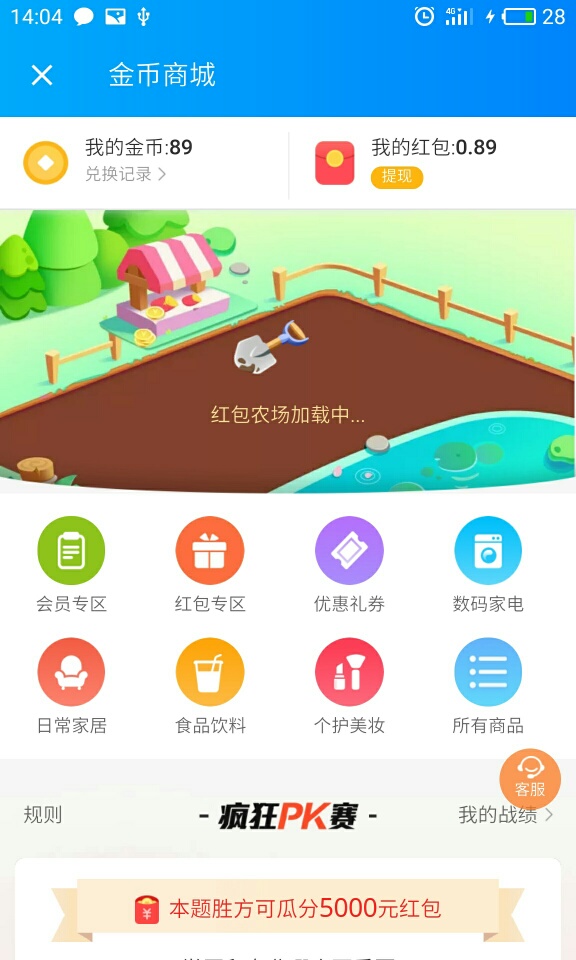 14:04
4G
28
金币商城
我的金币:89
兑换记录
我的红包:0.89
提现
红包农场加载中...
会员专区
红包专区
优惠礼券
数码家电
日常家居
食品饮料
个护美妆
所有商品
客服
规则
-疯狂PK赛-
我的战绩
¥
本题胜方可瓜分5000元红包